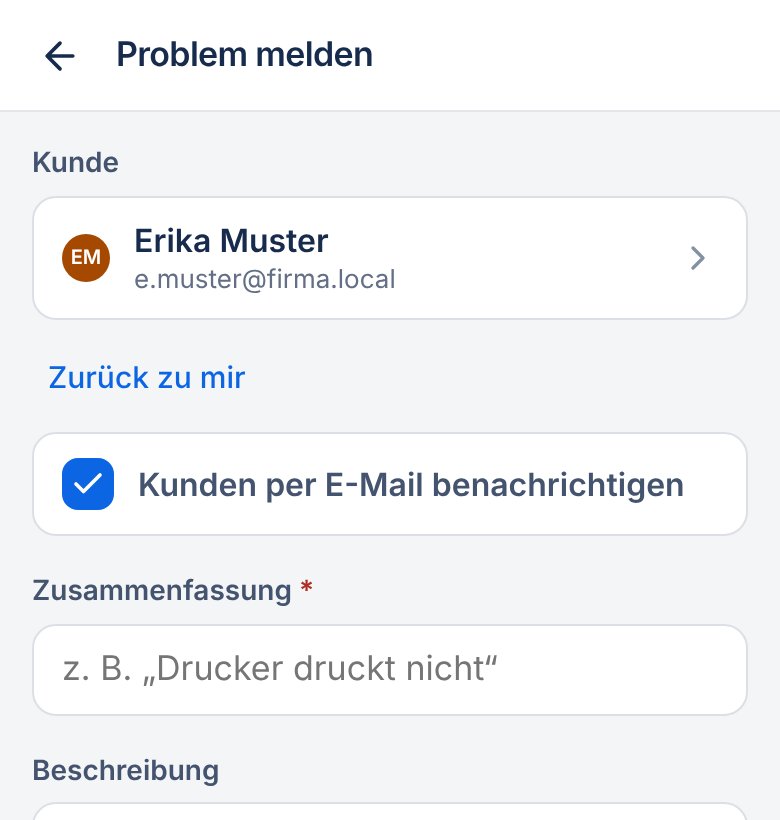 Problem melden
Kunde
EM
Erika Muster
e.muster@firma.local
Zurück zu mir
Kunden per E-Mail benachrichtigen
Zusammenfassung *
z. B. „Drucker druckt nicht“
Beschreibung